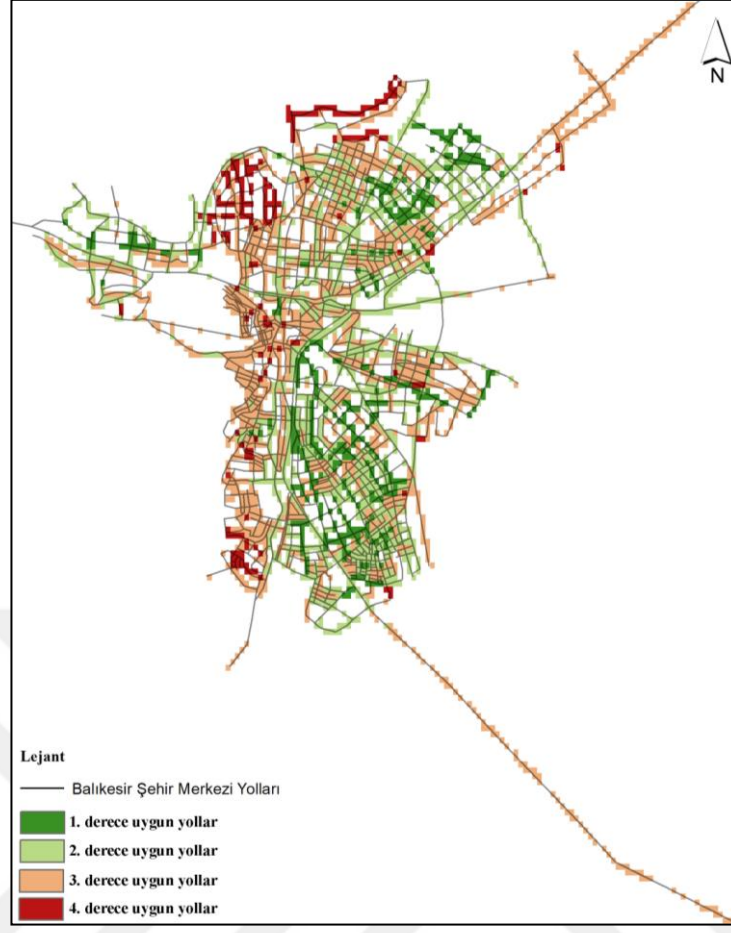 N
Lejant
Balıkesir Şehir Merkezi Yolları
1. derece uygun yollar
2. derece uygun yollar
3. derece uygun yollar
4. derece uygun yollar